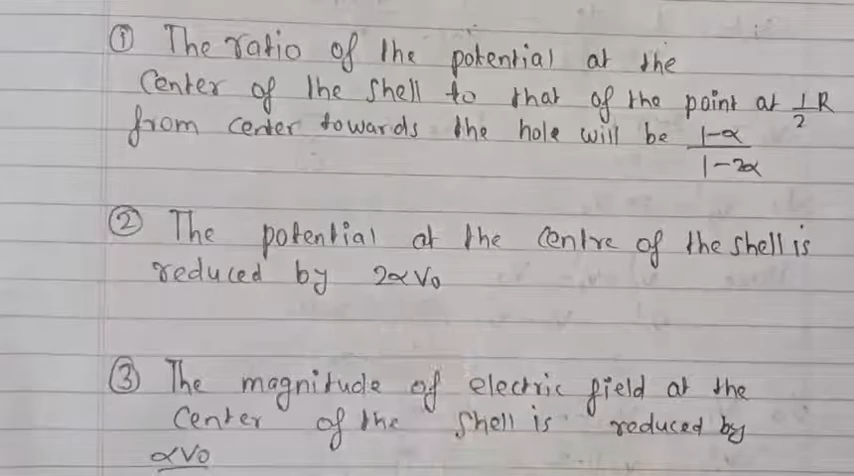 ① The ratio of the potential at the
Center of the shell to that of the point at 1/2 R
from center towards the hole will be (1-α)/(1-2α)
② The potential at the Centre of the shell is
reduced by 2αV₀
③ The magnitude of electric field at the
Center of the shell is reduced by
αV₀